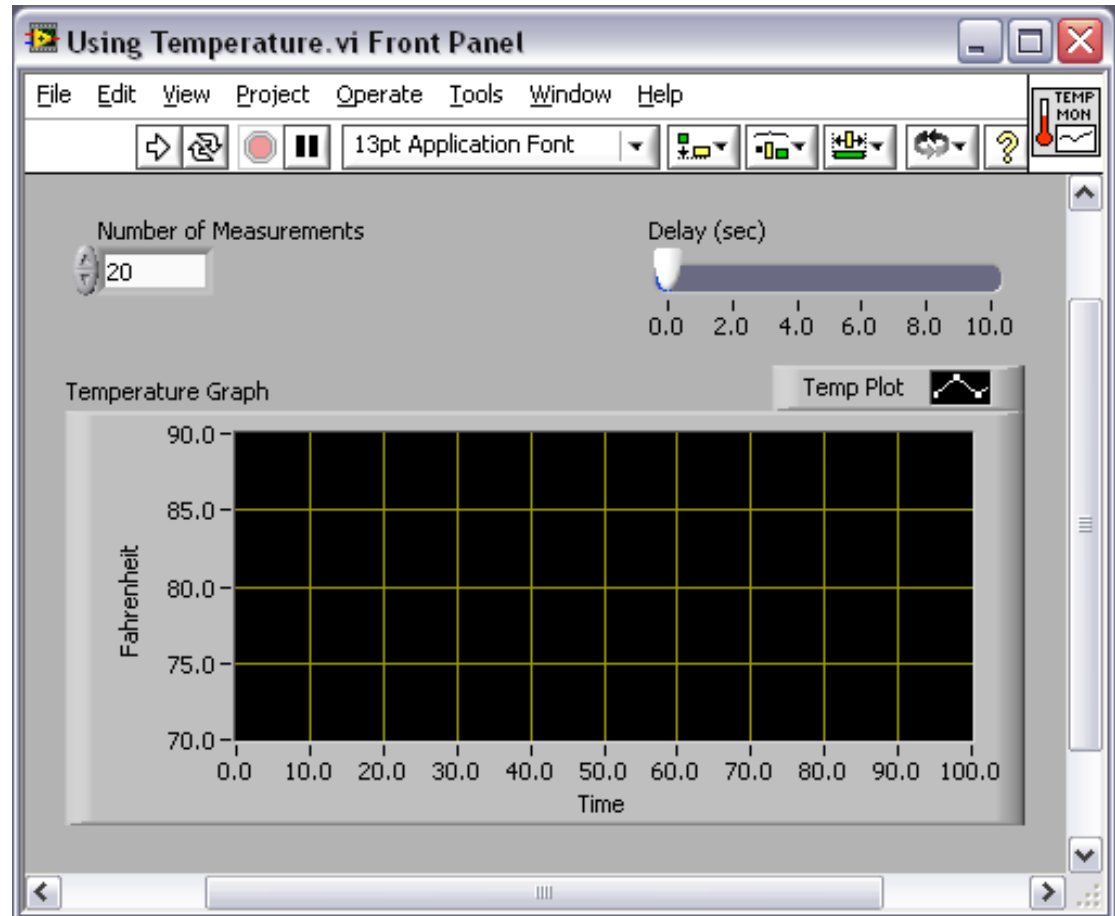 Using Temperature.vi Front Panel
File Edit View Project Operate Tools Window Help
TEMP
MON
13pt Application Font
?
Number of Measurements
20
Delay (sec)
0.0 2.0 4.0 6.0 8.0 10.0
Temperature Graph
Temp Plot
90.0
85.0
80.0
75.0
70.0
Fahrenheit
0.0 10.0 20.0 30.0 40.0 50.0 60.0 70.0 80.0 90.0 100.0
Time